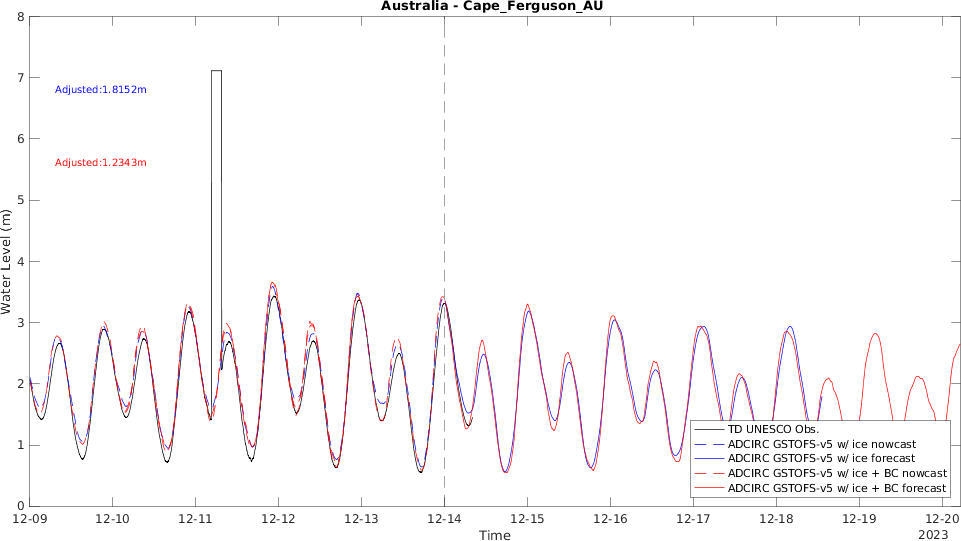 Australia - Cape_Ferguson_AU
8
7
6
5
4
3
2
1
0
Water Level (m)
Adjusted:1.8152m
Adjusted:1.2343m
TD UNESCO Obs.
ADCIRC GSTOFS-v5 w/ ice nowcast
ADCIRC GSTOFS-v5 w/ ice forecast
ADCIRC GSTOFS-v5 w/ ice + BC nowcast
ADCIRC GSTOFS-v5 w/ ice + BC forecast
12-09 12-10 12-11 12-12 12-13 12-14 12-15 12-16 12-17 12-18 12-19 12-20
Time
2023